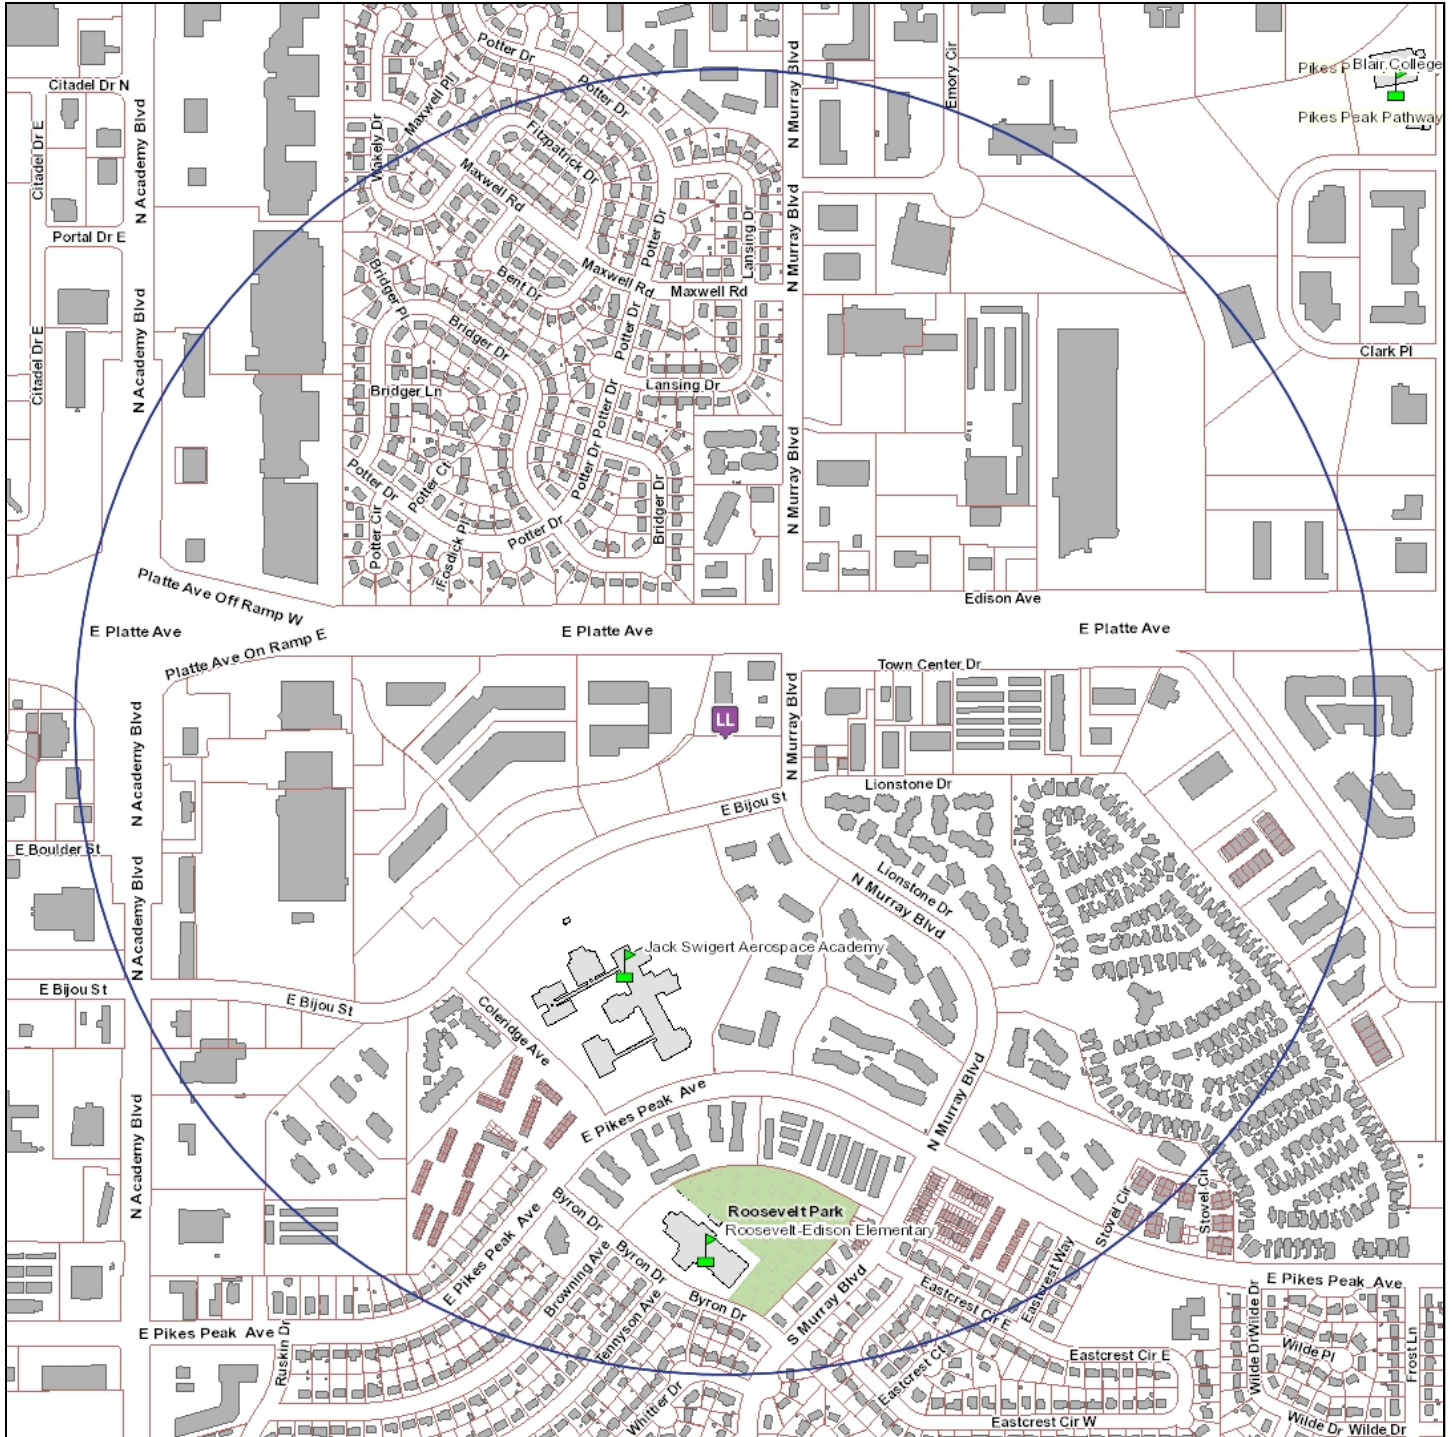 Potter Dr
Citadel Dr N
Maxwell Pl
Potter Dr
N Murray Blvd
Emory Cir
Blair College
Pikes P
Pikes Peak Pathway
Citadel Dr E
N Academy Blvd
Wakely Dr
Fitzpatrick Dr
Maxwell Rd
Potter Dr
Lansing Dr
N Murray Blvd
Portal Dr E
Bridger Pl
Bent Dr
Maxwell Rd
Maxwell Rd
Citadel Dr E
N Academy Blvd
Bridger Dr
Potter Dr
Clark Pl
Bridger Ln
Lansing Dr
Potter Dr
N Murray Blvd
Potter Dr
Potter Ct
Potter Dr
Potter Cir
Fosdick Pl
Potter Dr
Bridger Dr
Platte Ave Off Ramp W
Edison Ave
E Platte Ave
E Platte Ave
E Platte Ave
Platte Ave On Ramp E
Town Center Dr
N Academy Blvd
LL
N Murray Blvd
Lionstone Dr
E Bijou St
E Boulder St
N Academy Blvd
Lionstone Dr
N Murray Blvd
Jack Swigert Aerospace Academy
E Bijou St
E Bijou St
Coleridge Ave
N Murray Blvd
E Pikes Peak Ave
N Academy Blvd
Byron Dr
Roosevelt Park
Roosevelt-Edison Elementary
Stovel Cir
Stovel Cir
E Pikes Peak Ave
Browning Ave
Byron Dr
Tennyson Ave
Byron Dr
S Murray Blvd
Eastcrest Cir E
Eastcrest Way
E Pikes Peak Ave
E Pikes Peak Ave
Ruskin Dr
Wilde Dr
Wilde Dr
Wilde Pl
Frost Ln
Eastcrest Cir E
Eastcrest Ct
Whittier Dr
Eastcrest Cir W
Wilde Dr
Wilde Dr